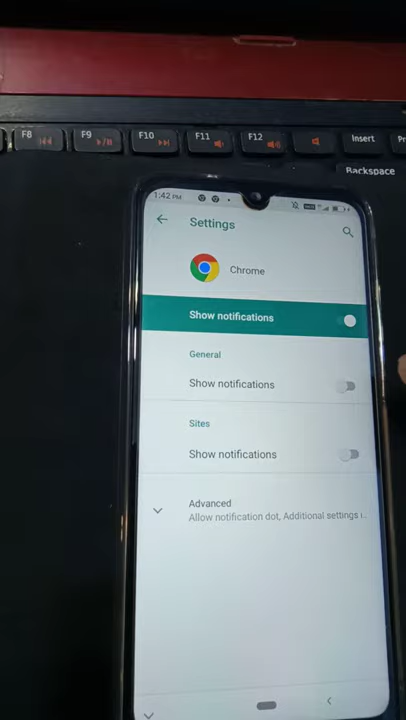 F8
F9
F10
F11
F12
Insert
Backspace
1:42 PM
Settings
Chrome
Show notifications
General
Show notifications
Sites
Show notifications
Advanced
Allow notification dot, Additional settings i..